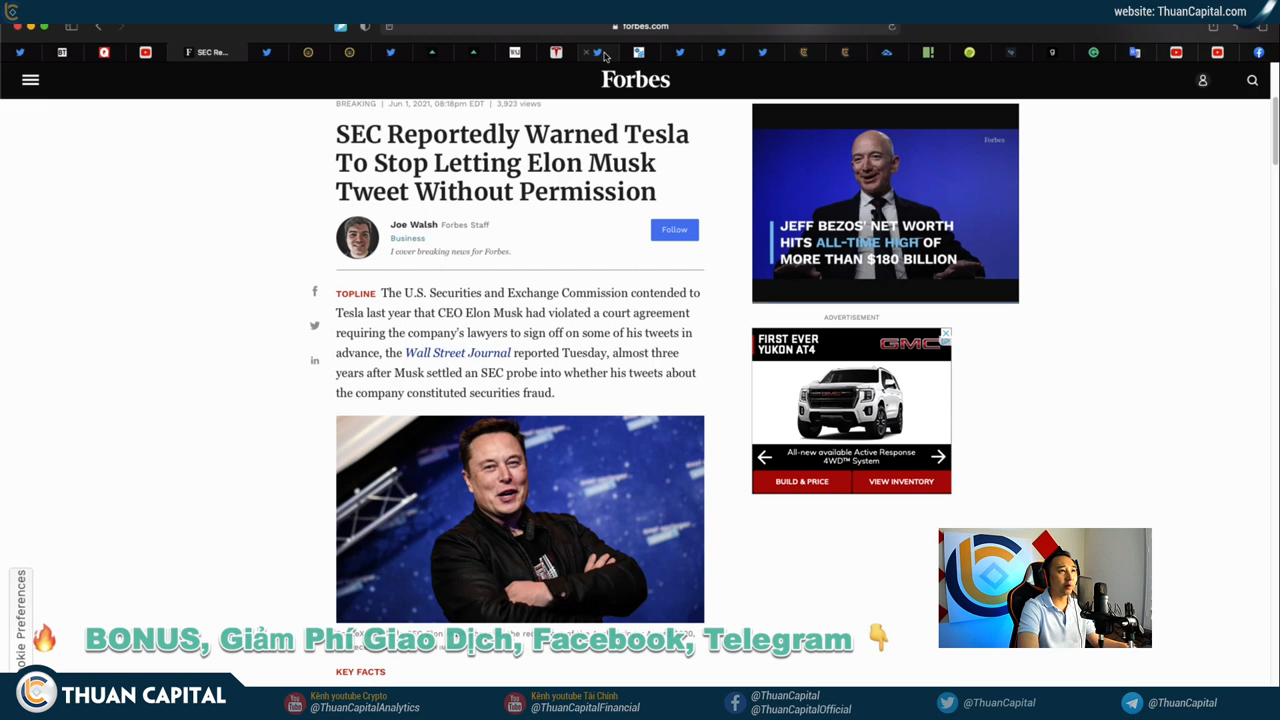 website: ThuanCapital.com
forbes.com
SEC Re...
Forbes
BREAKING | Jun 1, 2021, 08:18pm EDT | 3,923 views
SEC Reportedly Warned Tesla
To Stop Letting Elon Musk
Tweet Without Permission
Joe Walsh Forbes Staff
Business
I cover breaking news for Forbes.
Follow
TOPLINE The U.S. Securities and Exchange Commission contended to
Tesla last year that CEO Elon Musk had violated a court agreement
requiring the company's lawyers to sign off on some of his tweets in
advance, the Wall Street Journal reported Tuesday, almost three
years after Musk settled an SEC probe into whether his tweets about
the company constituted securities fraud.
KEY FACTS
Forbes
JEFF BEZOS' NET WORTH
HITS ALL-TIME HIGH OF
MORE THAN $180 BILLION
ADVERTISEMENT
FIRST EVER
YUKON AT4
GMC
All-new available Active Response
4WD™ System
BUILD & PRICE
VIEW INVENTORY
okie Preferences
BONUS, Giảm Phí Giao Dịch, Facebook, Telegram
THUAN CAPITAL
Kênh youtube Crypto
@ThuanCapitalAnalytics
Kênh youtube Tài Chính
@ThuanCapitalFinancial
@ThuanCapital
@ThuanCapitalOfficial
@ThuanCapital
@ThuanCapital